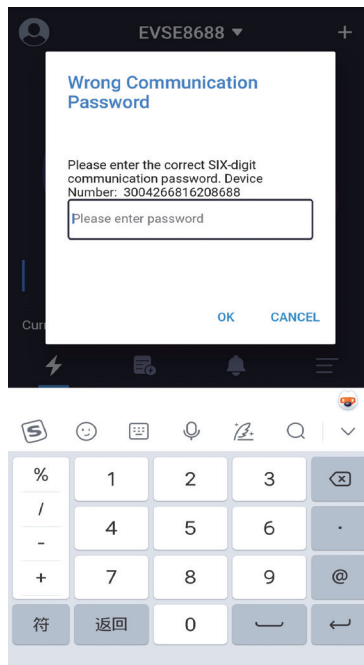 EVSE8688 ▼ +
Wrong Communication
Password
Please enter the correct SIX-digit
communication password. Device
Number: 3004266816208688
Please enter password
OK CANCEL
Curr
S
% 1 2 3
/
4 5 6 .
-
+ 7 8 9 @
符 返回 0